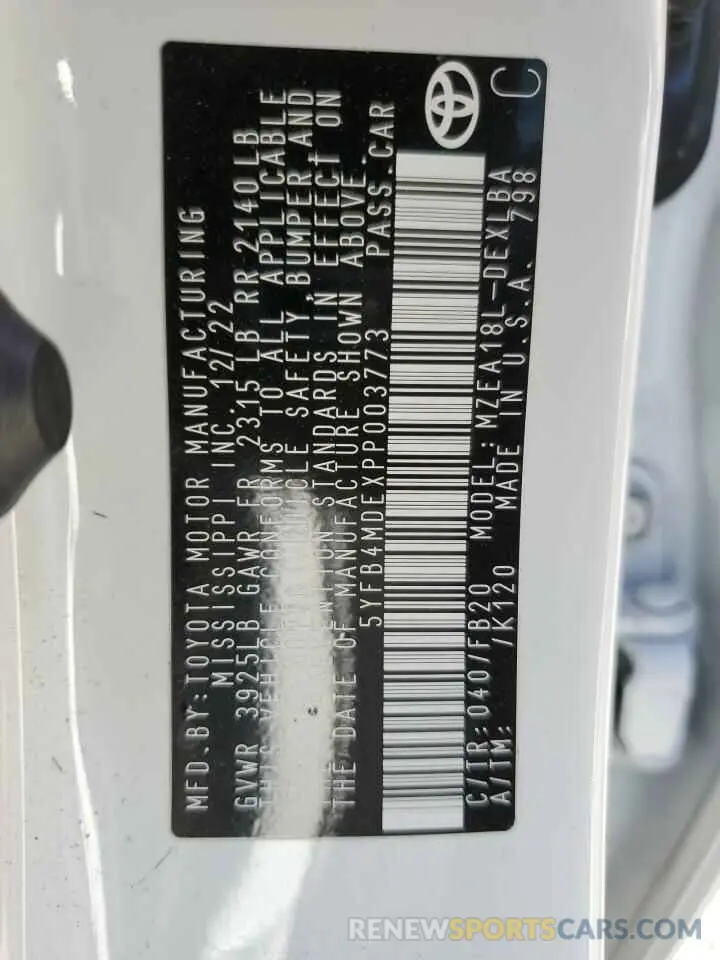 MFD.BY:TOYOTA MOTOR MANUFACTURING
MISSISSIPPI INC. 12/22
GVWR 3925LB GAWR FR 2315 LB RR 2140LB
THIS VEHICLE CONFORMS TO ALL APPLICABLE
VEHICLE SAFETY, BUMPER, AND
STANDARDS IN EFFECT ON
THE DATE OF MANUFACTURE SHOWN ABOVE.
5YFB4MDEXPP003773 PASS.CAR
C/TR:040/FB20 MODEL:MZEA18L-DEXLBA
A/TM: /K120 MADE IN U.S.A. 798
C
RENEWSPORTSCARS.COM